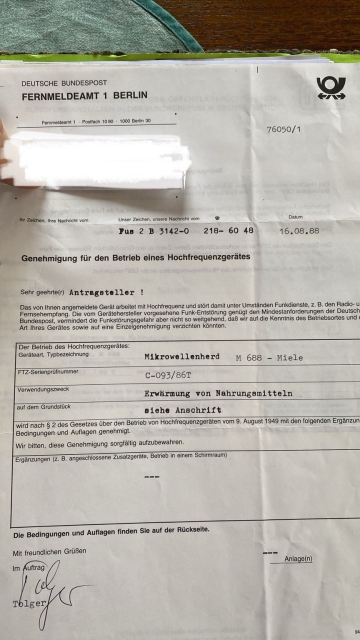 DEUTSCHE BUNDESPOST
FERNMELDEAMT 1 BERLIN
Fernmeldeamt 1 · Postfach 10 90 · 1000 Berlin 30
76050/1
Ihr Zeichen, Ihre Nachricht vom Unser Zeichen, unsere Nachricht vom Datum
Fus 2 B 3142-0 218- 60 48 16.08.88
Genehmigung für den Betrieb eines Hochfrequenzgerätes
Sehr geehrte(r) Antragsteller !
Das von Ihnen angemeldete Gerät arbeitet mit Hochfrequenz und stört damit unter Umständen Funkdienste, z. B. den Radio- u
Fernsehempfang. Die vom Gerätehersteller vorgesehene Funk-Entstörung genügt den Mindestanforderungen der Deutsch
Bundespost, vermindert die Funkstörungsgefahr aber nicht so weitgehend, daß wir auf die Kenntnis des Betriebsortes und
Art Ihres Gerätes sowie auf eine Einzelgenehmigung verzichten könnten.
Der Betrieb des Hochfrequenzgerätes:
Geräteart, Typbezeichnung Mikrowellenherd M 688 - Miele
FTZ-Serienprüfnummer C-093/86T
Verwendungszweck Erwärmung von Nahrungsmitteln
auf dem Grundstück siehe Anschrift
wird nach § 2 des Gesetzes über den Betrieb von Hochfrequenzgeräten vom 9. August 1949 mit den folgenden Ergänzun
Bedingungen und Auflagen genehmigt.
Wir bitten, diese Genehmigung sorgfältig aufzubewahren.
Ergänzungen (z. B. angeschlossene Zusatzgeräte, Betrieb in einem Schirmraum)
---
Die Bedingungen und Auflagen finden Sie auf der Rückseite.
Mit freundlichen Grüßen
---
Anlage(n)
Im Auftrag
Tolger